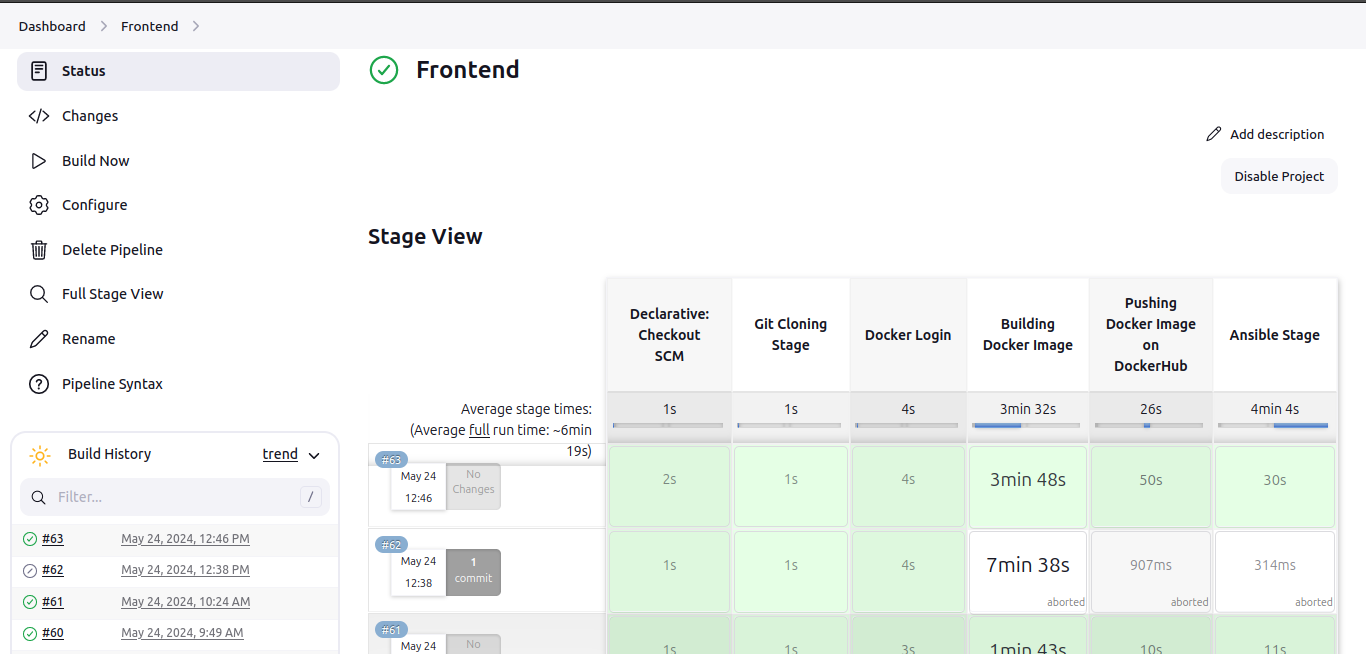 Dashboard
Frontend
Status
Changes
Build Now
Configure
Delete Pipeline
Full Stage View
Rename
Pipeline Syntax
Build History
trend
Filter...
/
#63
May 24, 2024, 12:46 PM
#62
May 24, 2024, 12:38 PM
#61
May 24, 2024, 10:24 AM
#60
May 24, 2024, 9:49 AM
Frontend
Add description
Disable Project
Stage View
Declarative:
Checkout
SCM
Git Cloning
Stage
Docker Login
Building
Docker Image
Pushing
Docker Image
on
DockerHub
Ansible Stage
Average stage times:
(Average full run time: ~6min
19s)
1s
1s
4s
3min 32s
26s
4min 4s
#63
May 24
12:46
No
Changes
2s
1s
4s
3min 48s
50s
30s
#62
May 24
12:38
1
commit
1s
1s
4s
7min 38s
aborted
907ms
aborted
314ms
aborted
#61
May 24
No
1s
1s
3s
1min 43s
10s
11s